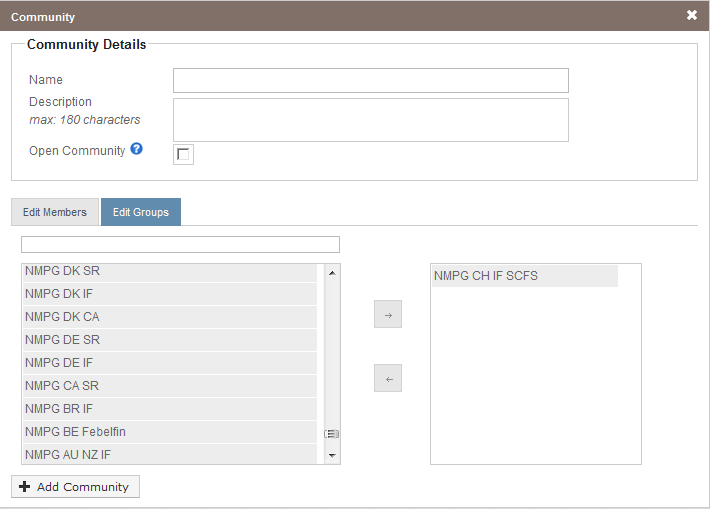 Community
Community Details
Name
Description
max: 180 characters
Open Community ?
Edit Members
Edit Groups
NMPG DK SR
NMPG DK IF
NMPG DK CA
NMPG DE SR
NMPG DE IF
NMPG CA SR
NMPG BR IF
NMPG BE Febelfin
NMPG AU NZ IF
NMPG CH IF SCFS
Add Community